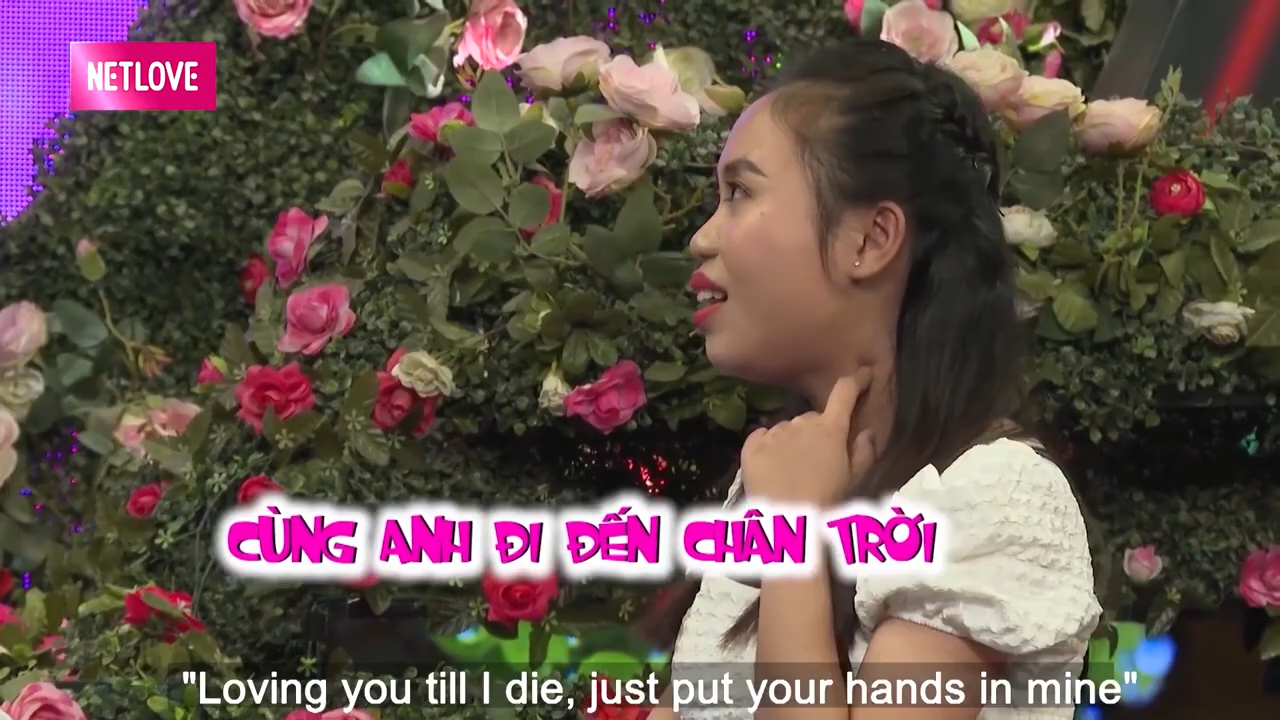 NETLOVE
CÙNG ANH ĐI ĐẾN CHÂN TRỜI
"Loving you till I die, just put your hands in mine"